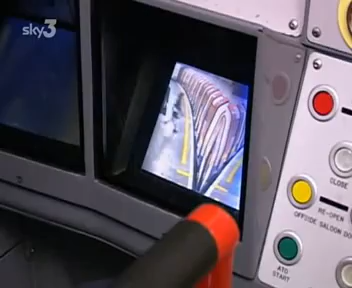 sky3
CLOSE
RE-OPEN
OFFSIDE SALOON DO
ATO
START